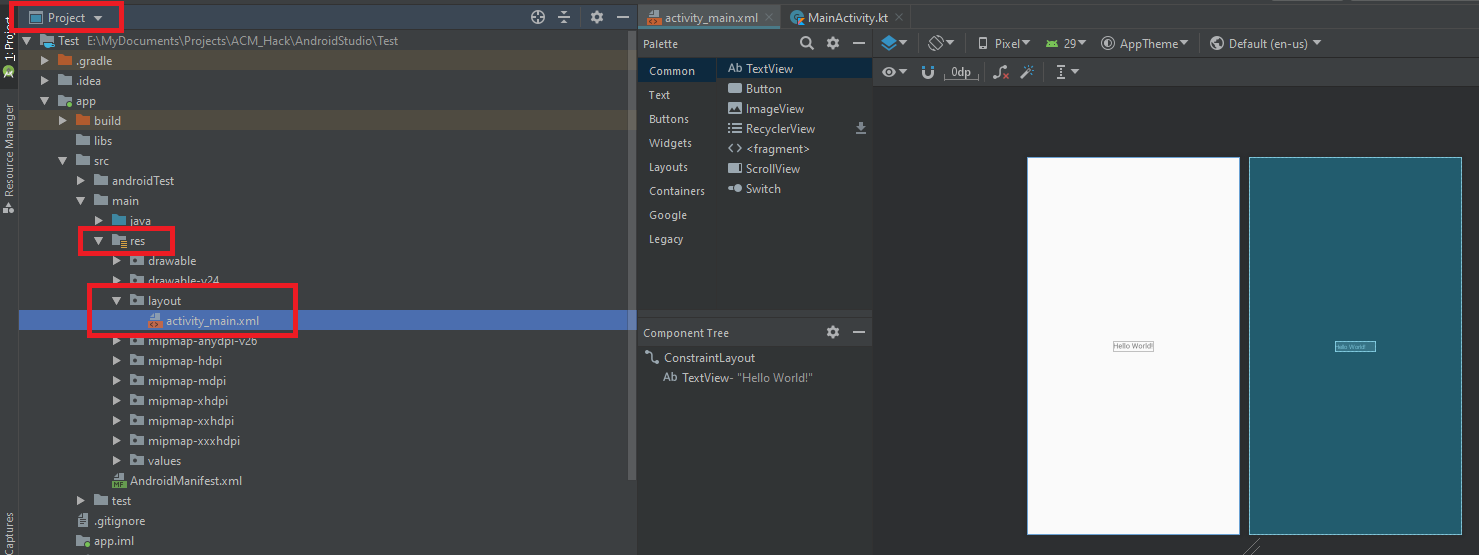 Project
Test E:\MyDocuments\Projects\ACM_Hack\AndroidStudio\Test
.gradle
.idea
app
build
libs
src
androidTest
main
java
res
drawable
drawable-v24
layout
activity_main.xml
mipmap-anydpi-v26
mipmap-hdpi
mipmap-mdpi
mipmap-xhdpi
mipmap-xxhdpi
mipmap-xxxhdpi
values
MF AndroidManifest.xml
test
.gitignore
app.iml
1: Project
Resource Manager
Captures
activity_main.xml
MainActivity.kt
Palette
Common
Text
Buttons
Widgets
Layouts
Containers
Google
Legacy
Ab TextView
Button
ImageView
RecyclerView
<fragment>
ScrollView
Switch
Pixel
29
AppTheme
Default (en-us)
0dp
Component Tree
ConstraintLayout
Ab TextView- "Hello World!"
Hello World!
Hello World!